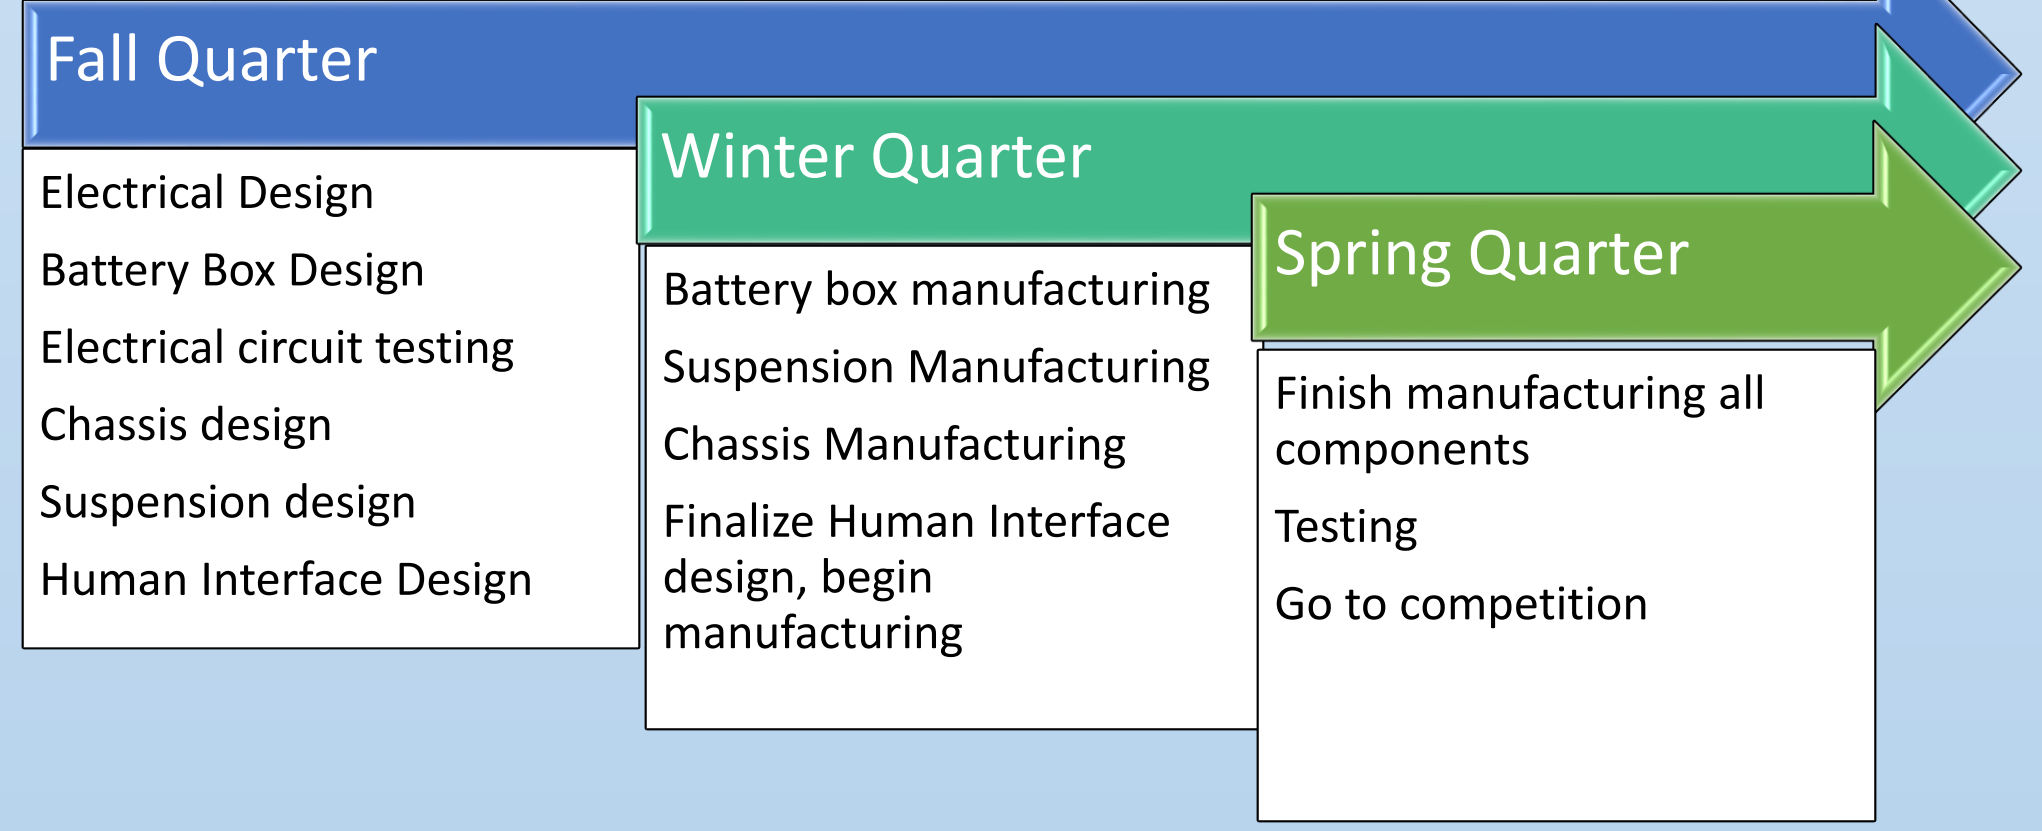 Fall Quarter
Electrical Design
Battery Box Design
Electrical circuit testing
Chassis design
Suspension design
Human Interface Design
Winter Quarter
Battery box manufacturing
Suspension Manufacturing
Chassis Manufacturing
Finalize Human Interface
design, begin
manufacturing
Spring Quarter
Finish manufacturing all
components
Testing
Go to competition